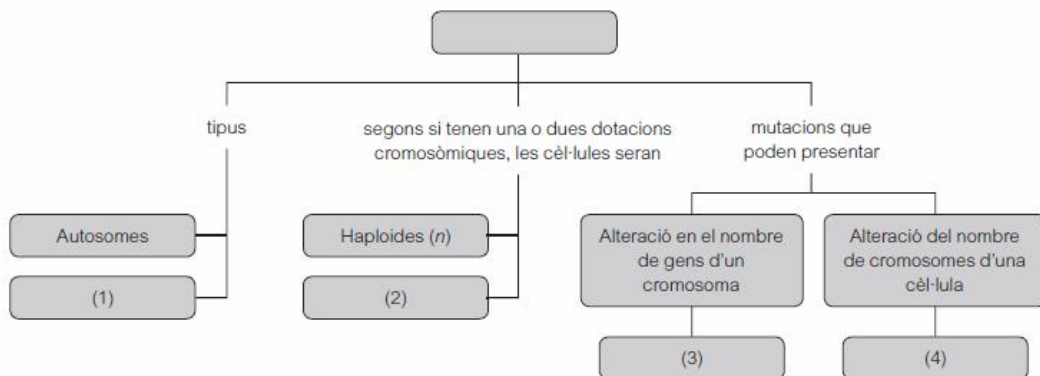 tipus
segons si tenen una o dues dotacions
cromosòmiques, les cèl·lules seran
mutacions que
poden presentar
Autosomes
(1)
Haploides (n)
(2)
Alteració en el nombre
de gens d'un
cromosoma
(3)
Alteració del nombre
de cromosomes d'una
cèl·lula
(4)